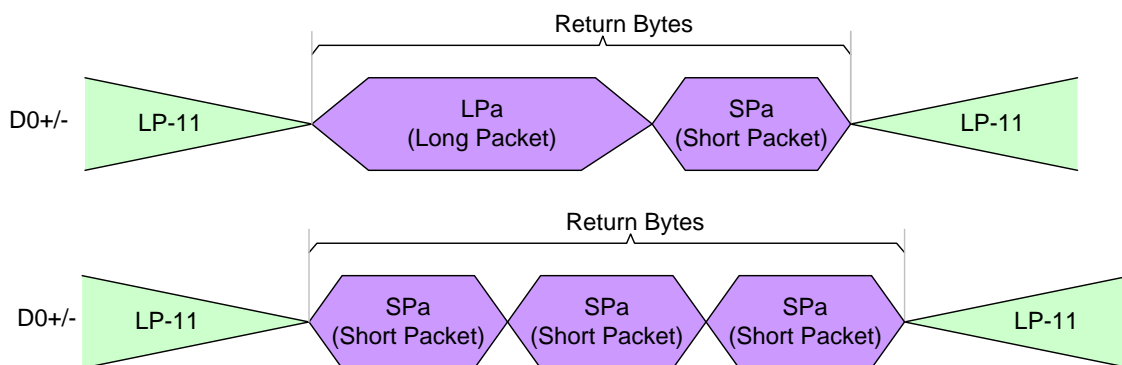 Return Bytes
D0+/-
LP-11
LPa
(Long Packet)
SPa
(Short Packet)
LP-11
Return Bytes
D0+/-
LP-11
SPa
(Short Packet)
SPa
(Short Packet)
SPa
(Short Packet)
LP-11